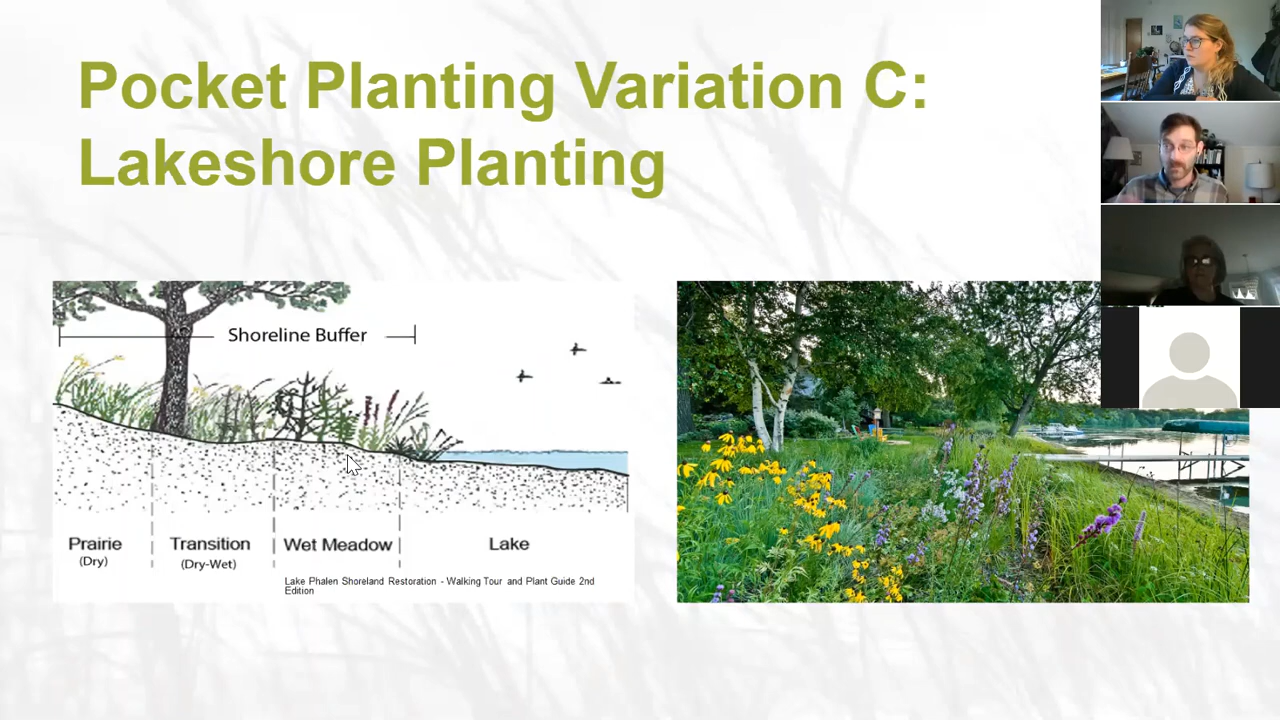 Pocket Planting Variation C:
Lakeshore Planting
Shoreline Buffer
Prairie
(Dry)
Transition
(Dry-Wet)
Wet Meadow
Lake
Lake Phalen Shoreland Restoration - Walking Tour and Plant Guide 2nd
Edition